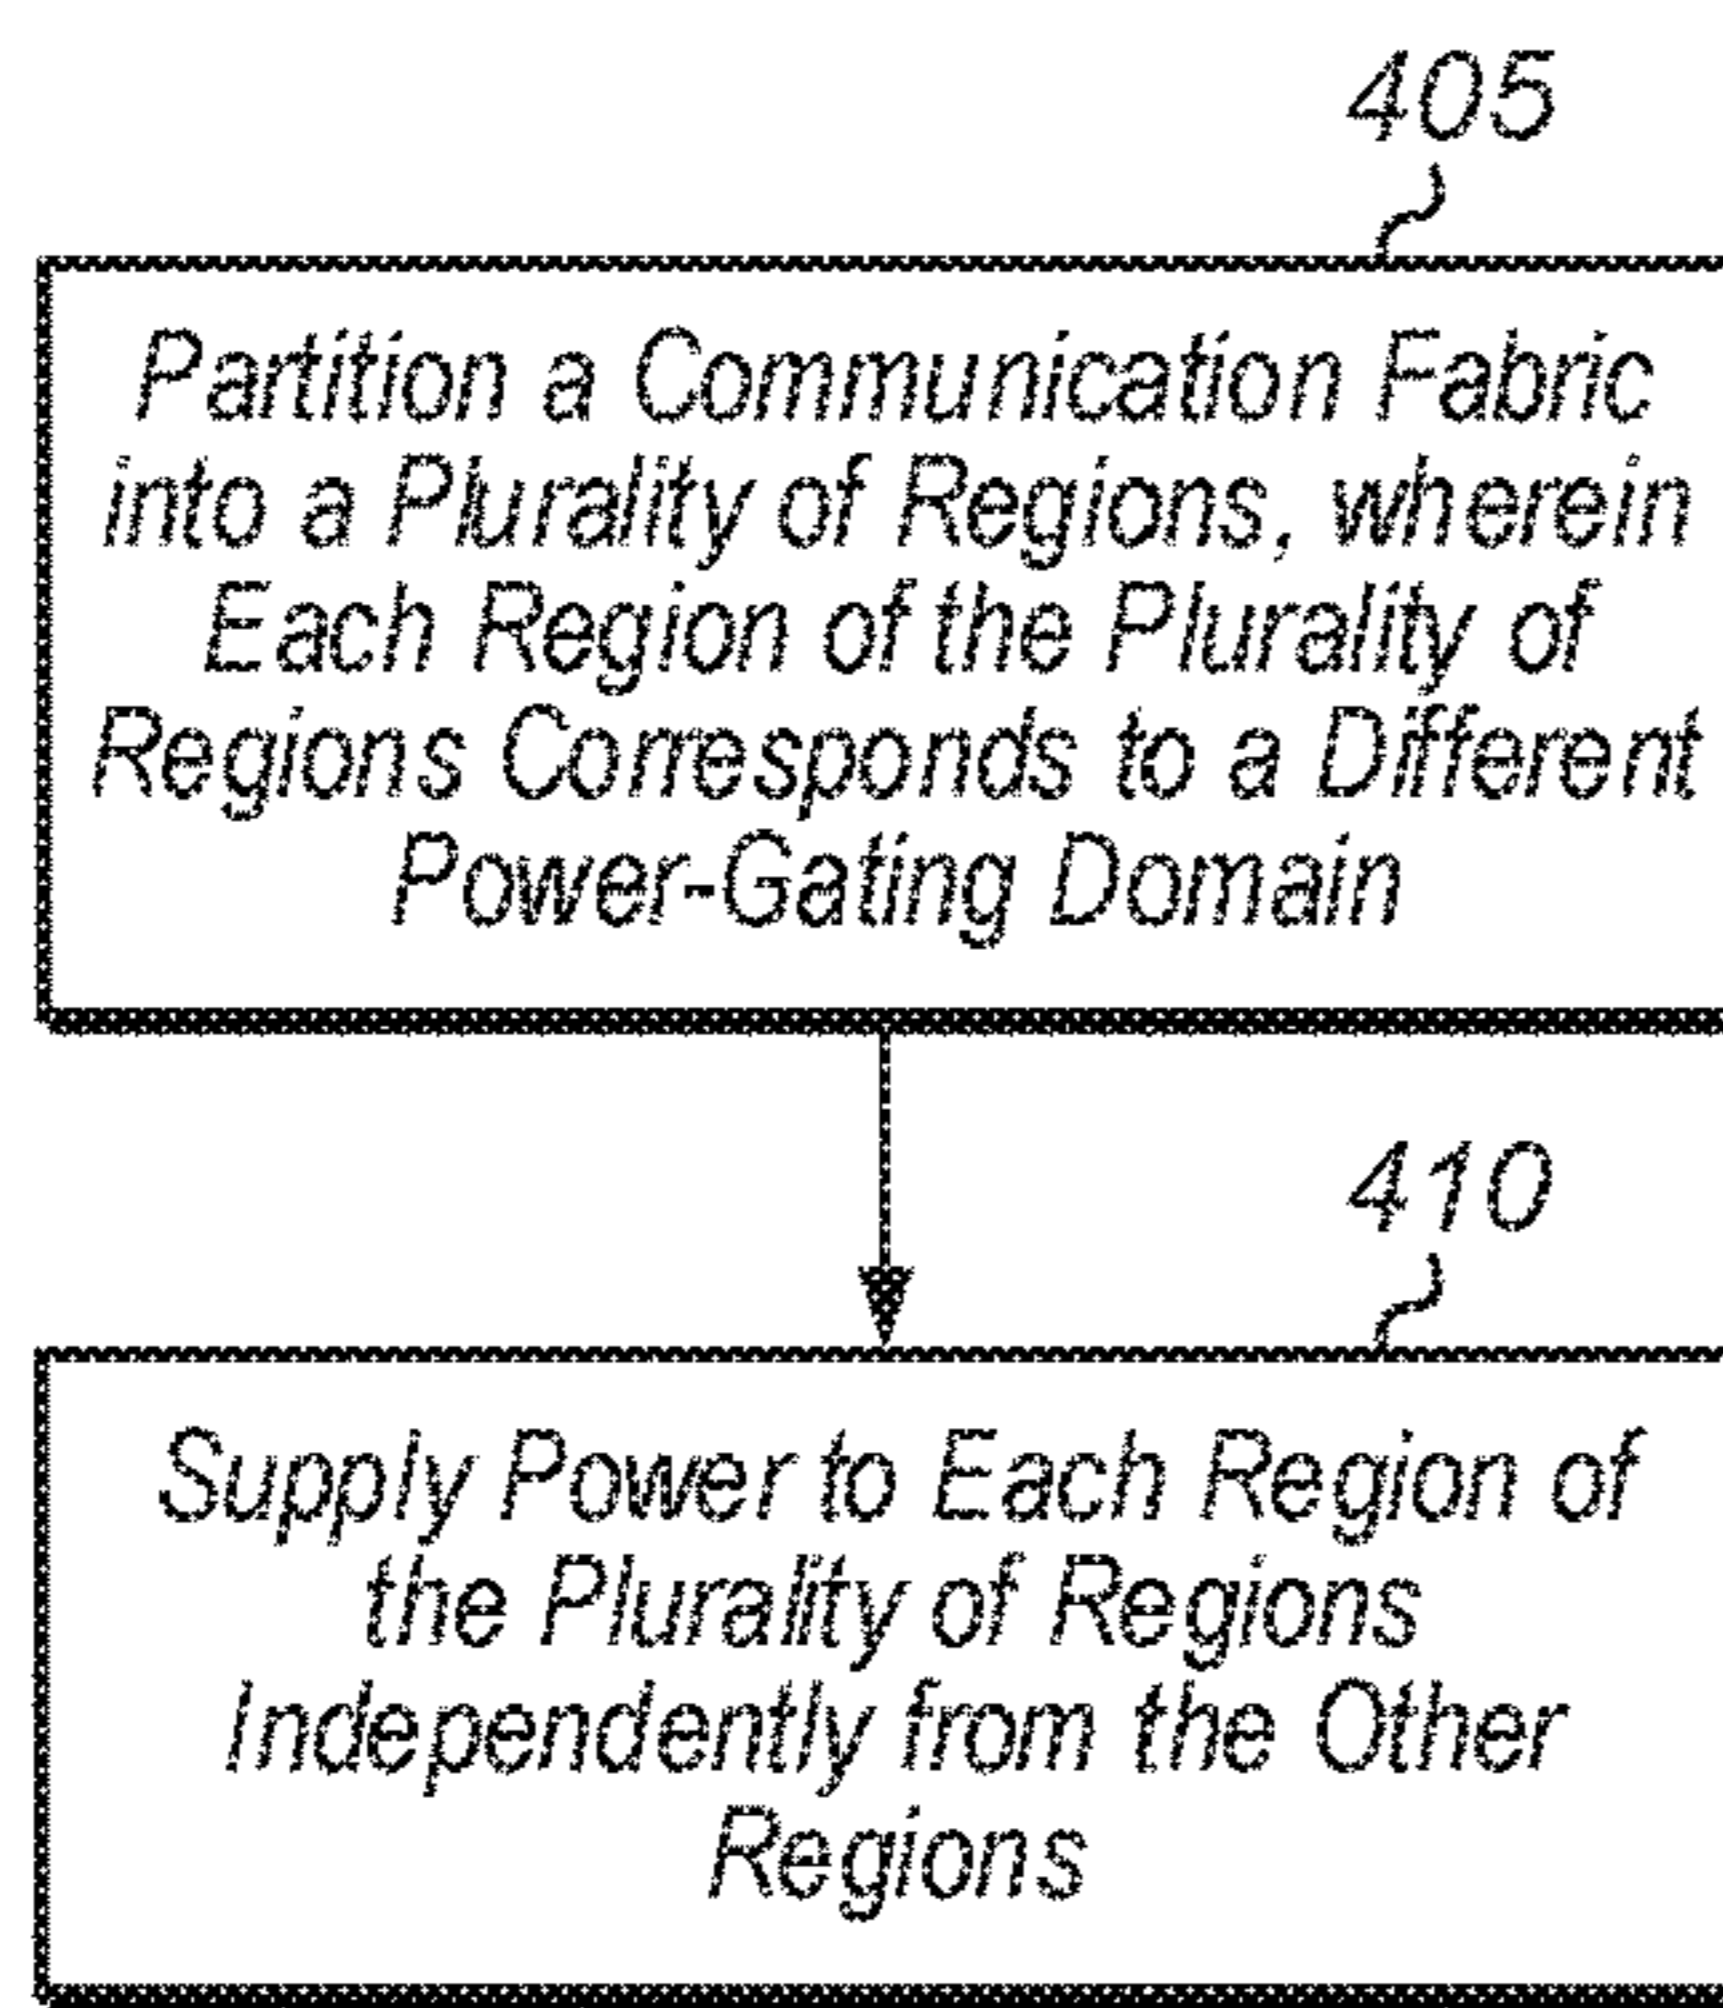 405
Partition a Communication Fabric
into a Plurality of Regions, wherein
Each Region of the Plurality of
Regions Corresponds to a Different
Power-Gating Domain
410
Supply Power to Each Region of
the Plurality of Regions
Independently from the Other
Regions